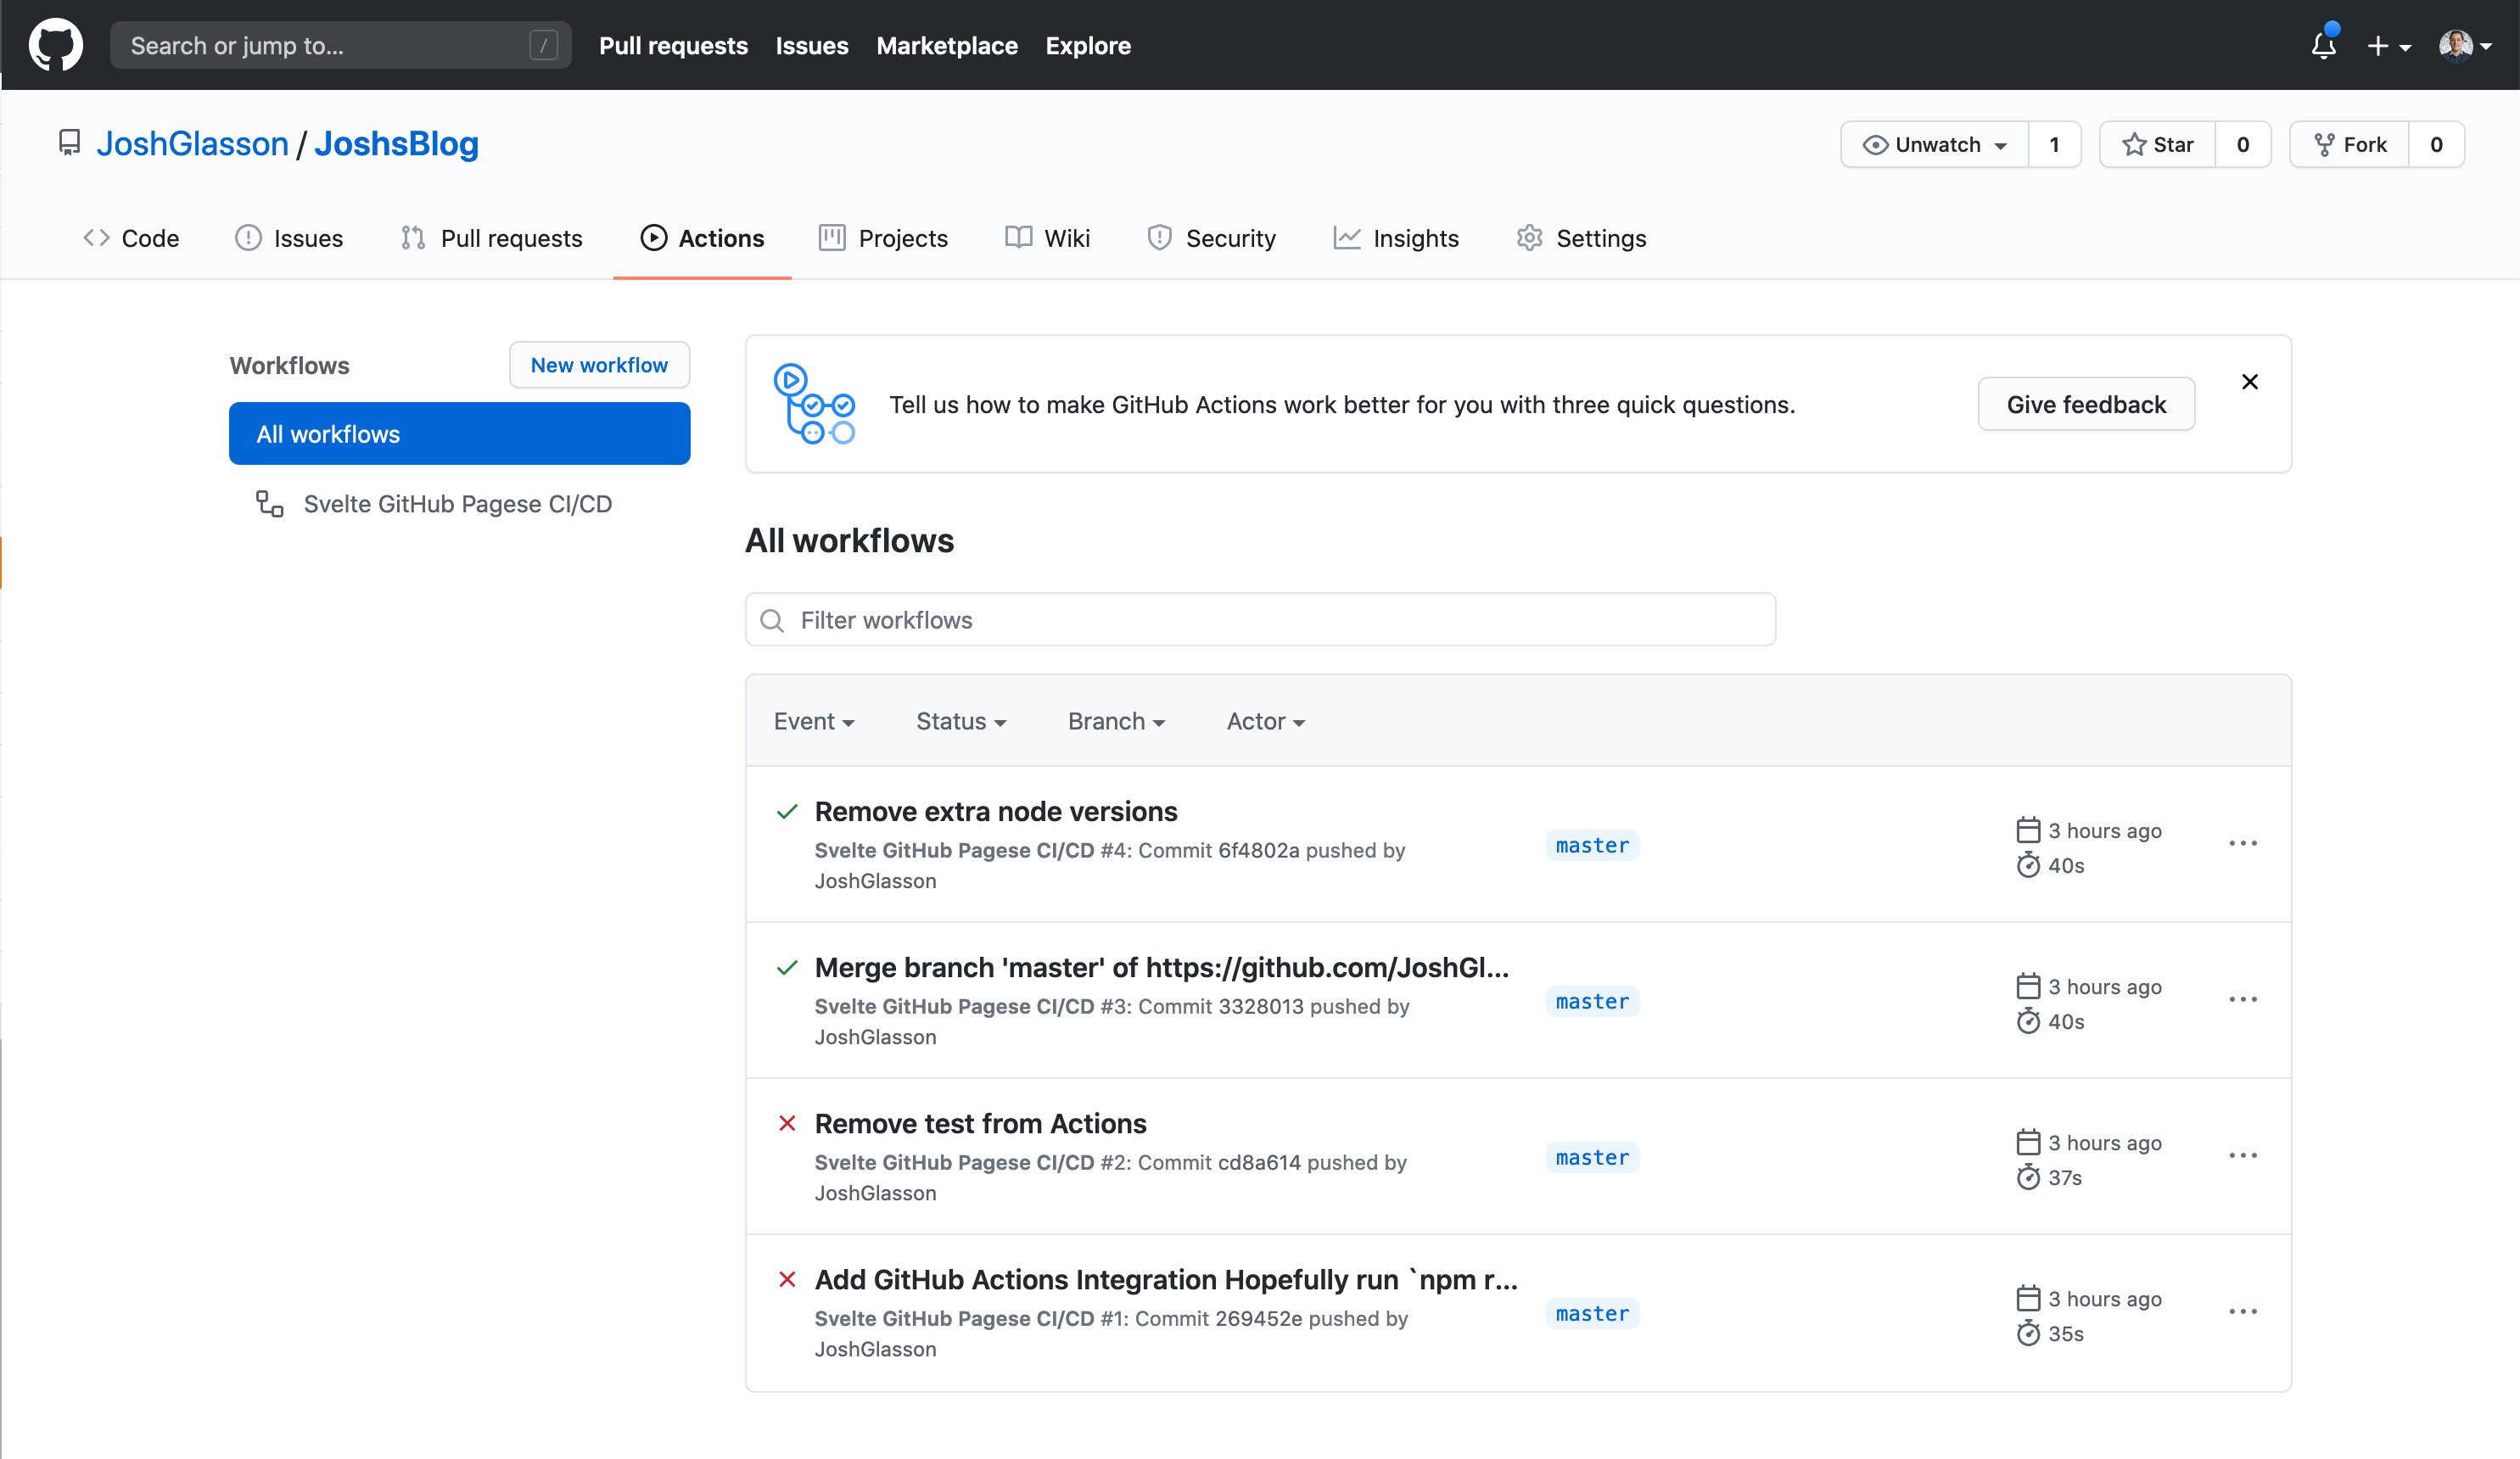 Search or jump to... /
Pull requests Issues Marketplace Explore
JoshGlasson / JoshsBlog
Unwatch 1 Star 0 Fork 0
Code Issues Pull requests Actions Projects Wiki Security Insights Settings
Workflows
New workflow
All workflows
Svelte GitHub Pagese CI/CD
Tell us how to make GitHub Actions work better for you with three quick questions.
Give feedback
All workflows
Filter workflows
Event Status Branch Actor
Remove extra node versions
Svelte GitHub Pagese CI/CD #4: Commit 6f4802a pushed by
JoshGlasson
master
3 hours ago
40s
Merge branch 'master' of https://github.com/JoshGl...
Svelte GitHub Pagese CI/CD #3: Commit 3328013 pushed by
JoshGlasson
master
3 hours ago
40s
Remove test from Actions
Svelte GitHub Pagese CI/CD #2: Commit cd8a614 pushed by
JoshGlasson
master
3 hours ago
37s
Add GitHub Actions Integration Hopefully run `npm r...
Svelte GitHub Pagese CI/CD #1: Commit 269452e pushed by
JoshGlasson
master
3 hours ago
35s